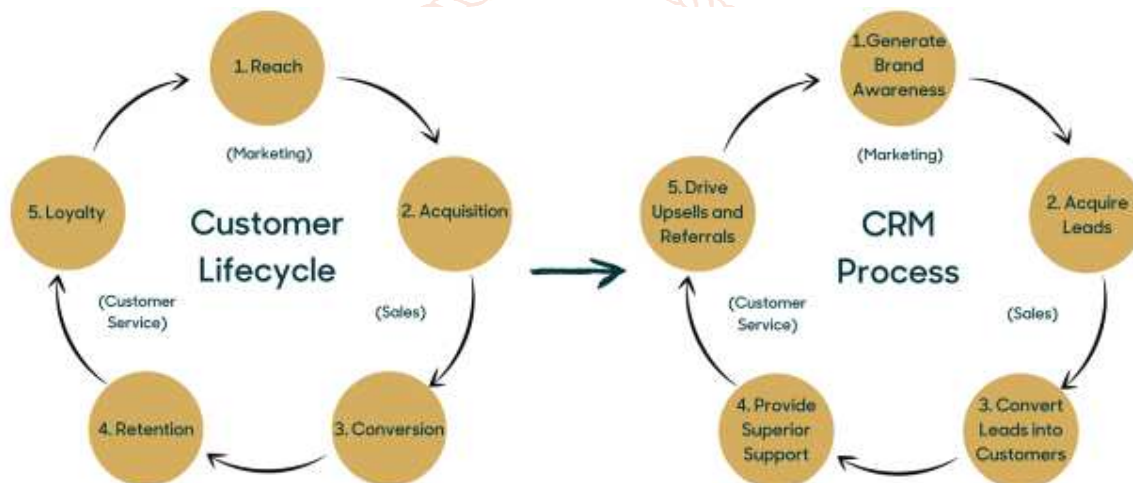 1. Reach
(Marketing)
2. Acquisition
(Sales)
3. Conversion
4. Retention
(Customer
Service)
5. Loyalty
Customer
Lifecycle
1.Generate
Brand
Awareness
(Marketing)
2. Acquire
Leads
(Sales)
3. Convert
Leads into
Customers
4. Provide
Superior
Support
(Customer
Service)
5. Drive
Upsells and
Referrals
CRM
Process